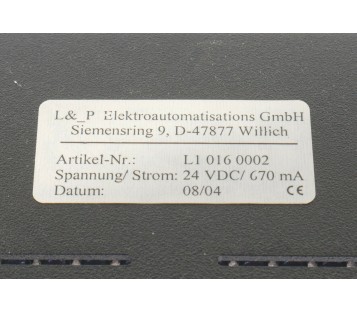 L&_P Elektroautomatisations GmbH
Siemensring 9, D-47877 Willich
Artikel-Nr.: L1 016 0002
Spannung/ Strom: 24 VDC/ 670 mA
Datum: 08/04 CE